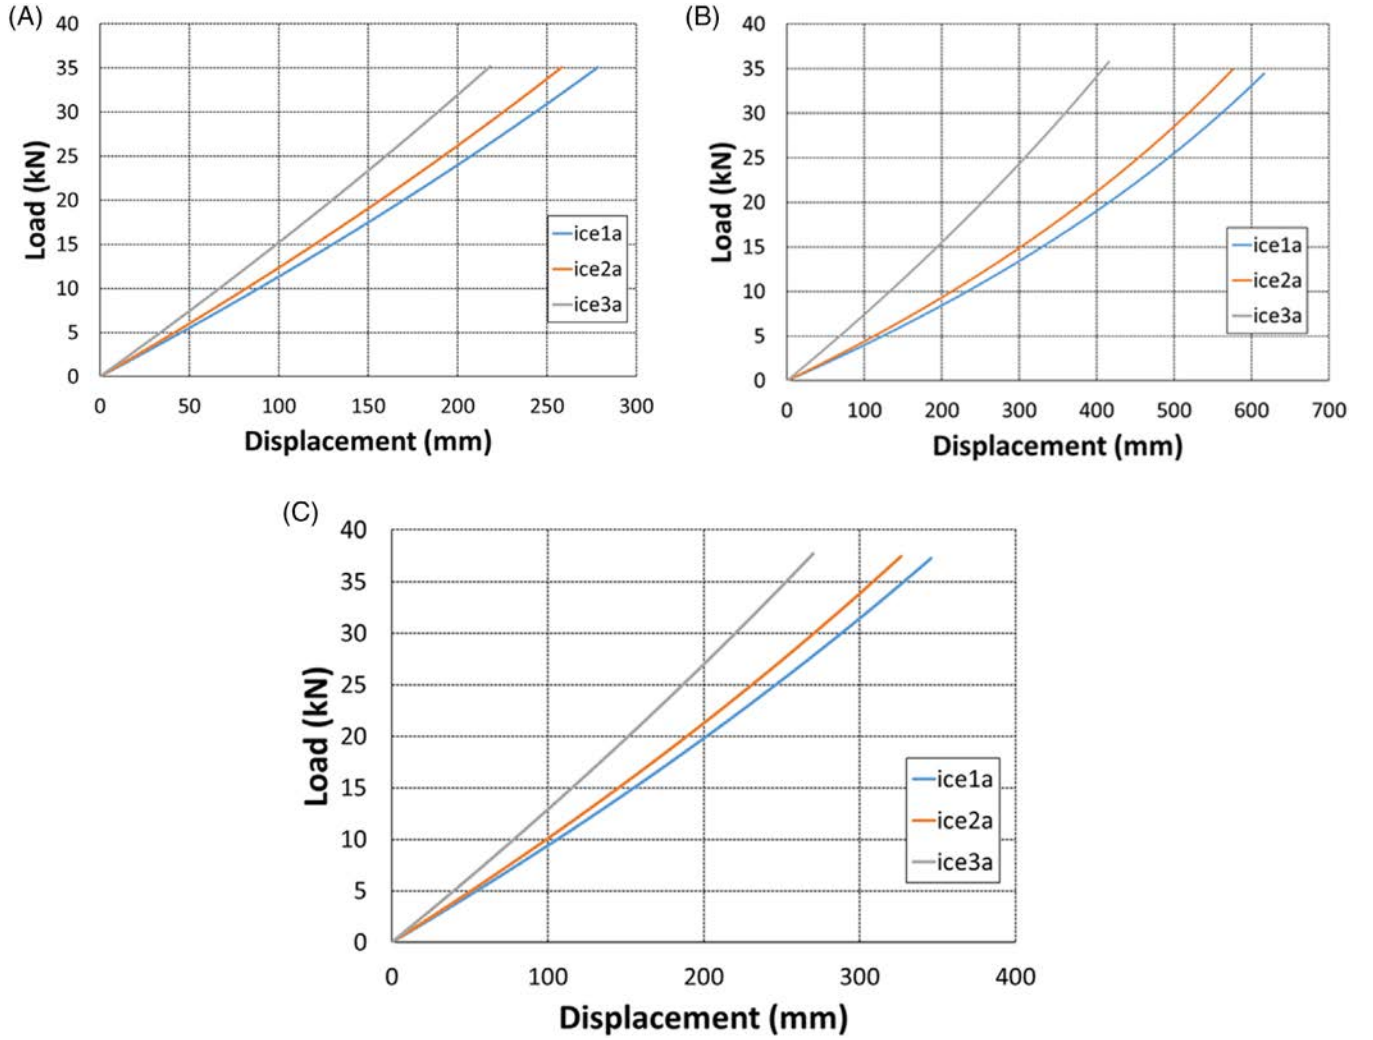 (A)
40
35
30
25
20
15
10
5
0
Load (kN)
0 50 100 150 200 250 300
Displacement (mm)
ice1a
ice2a
ice3a
(B)
40
35
30
25
20
15
10
5
0
Load (kN)
0 100 200 300 400 500 600 700
Displacement (mm)
ice1a
ice2a
ice3a
(C)
40
35
30
25
20
15
10
5
0
Load (kN)
0 100 200 300 400
Displacement (mm)
ice1a
ice2a
ice3a